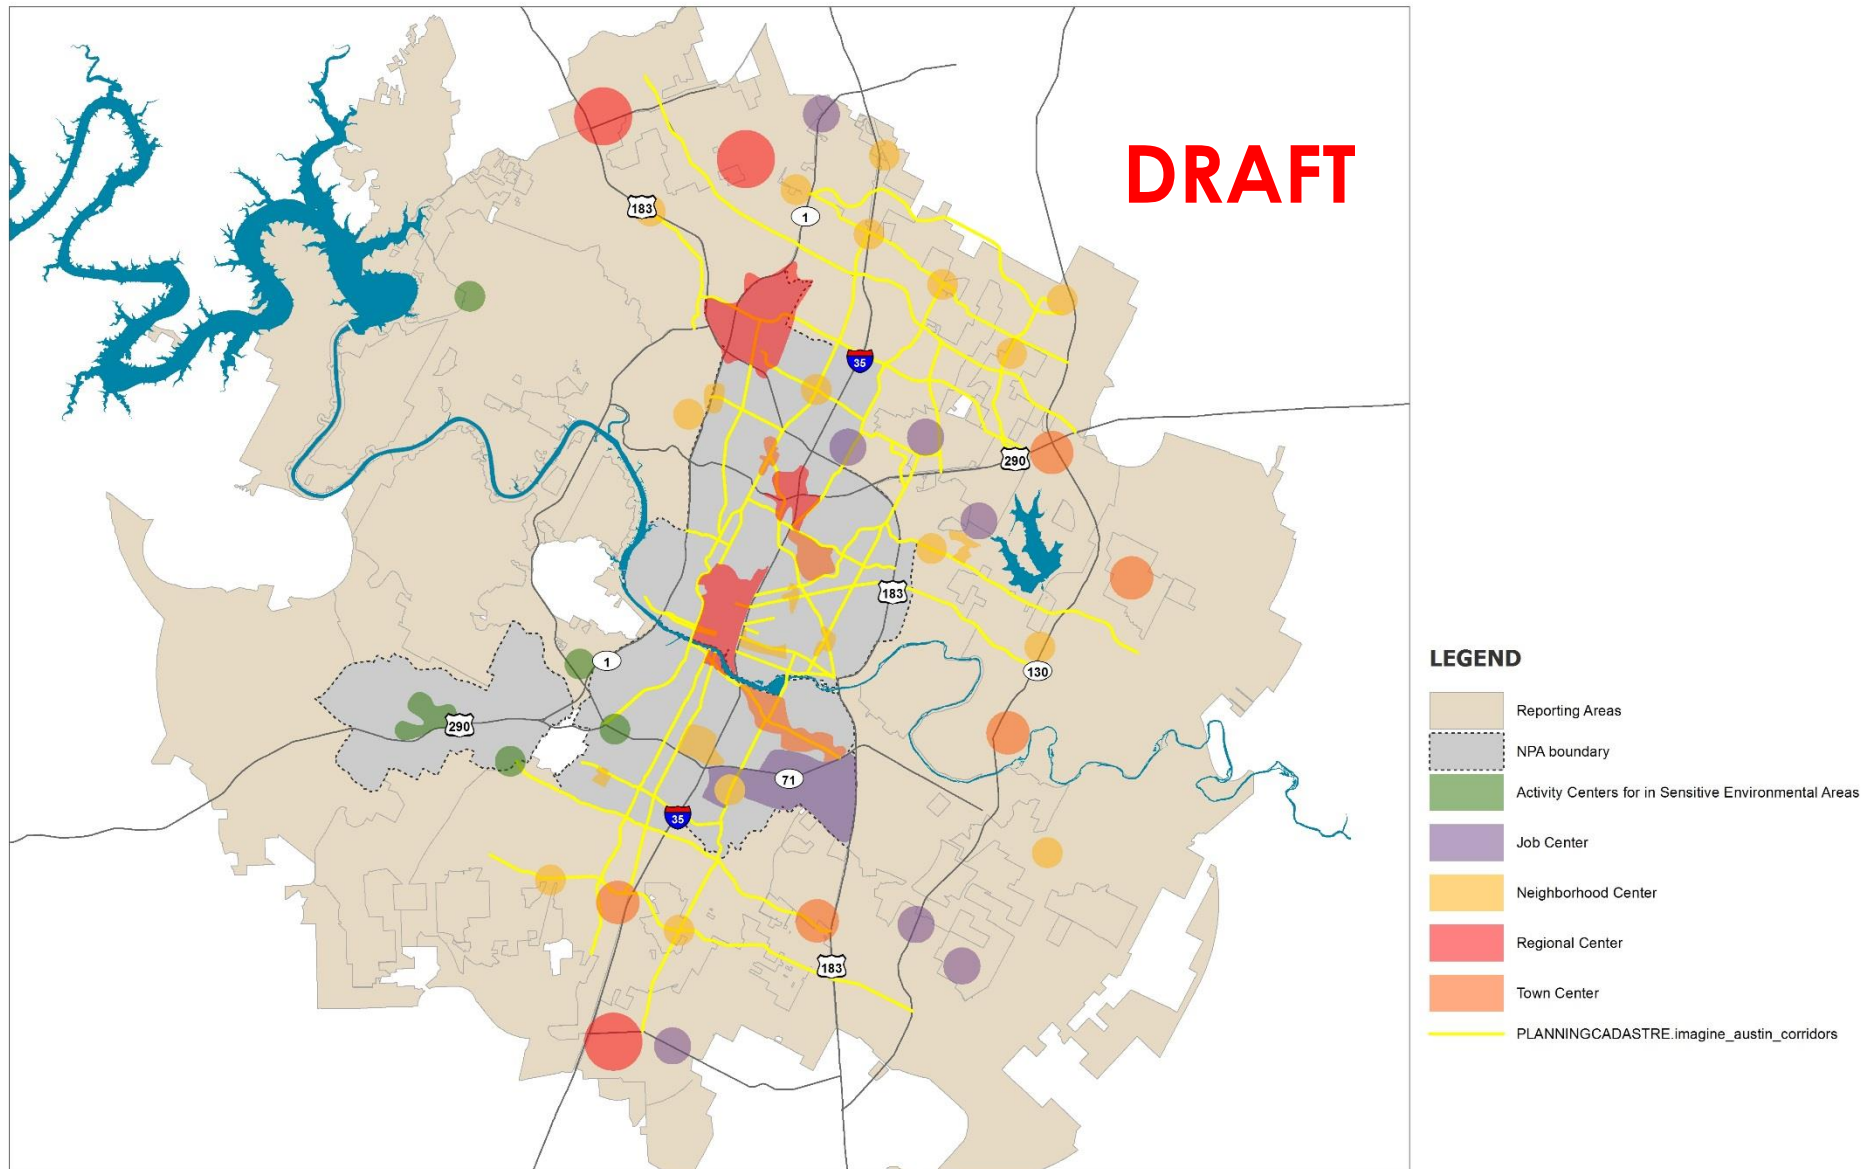 DRAFT
183
1
35
290
183
1
130
290
71
35
183
LEGEND
Reporting Areas
NPA boundary
Activity Centers for in Sensitive Environmental Areas
Job Center
Neighborhood Center
Regional Center
Town Center
PLANNINGCADASTRE.imagine_austin_corridors